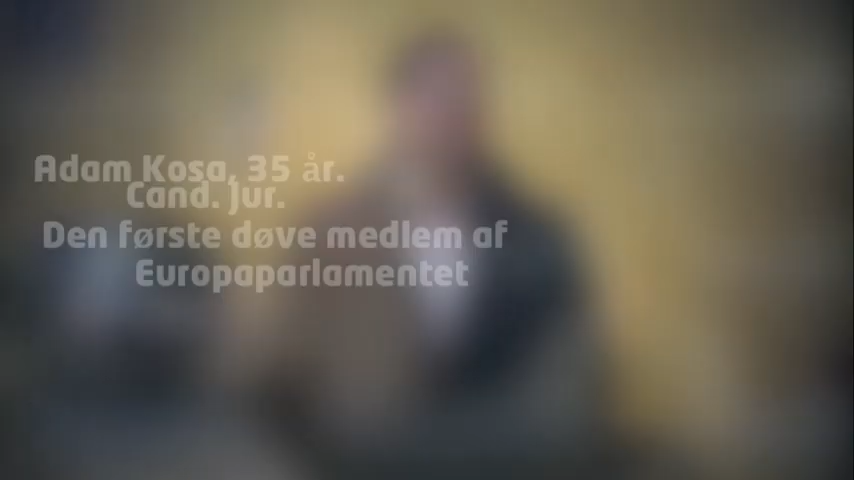 Adam Kosa, 35 år.
Cand. jur.
Den første døve medlem af
Europaparlamentet